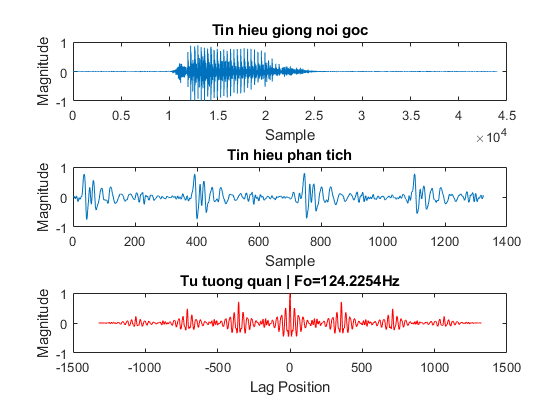 Tin hieu giong noi goc
Magnitude
1
0
-1
0 0.5 1 1.5 2 2.5 3 3.5 4 4.5
Sample
×10^4
Tin hieu phan tich
Magnitude
1
0
-1
0 200 400 600 800 1000 1200 1400
Sample
Tu tuong quan | Fo=124.2254Hz
Magnitude
1
0
-1
-1500 -1000 -500 0 500 1000 1500
Lag Position